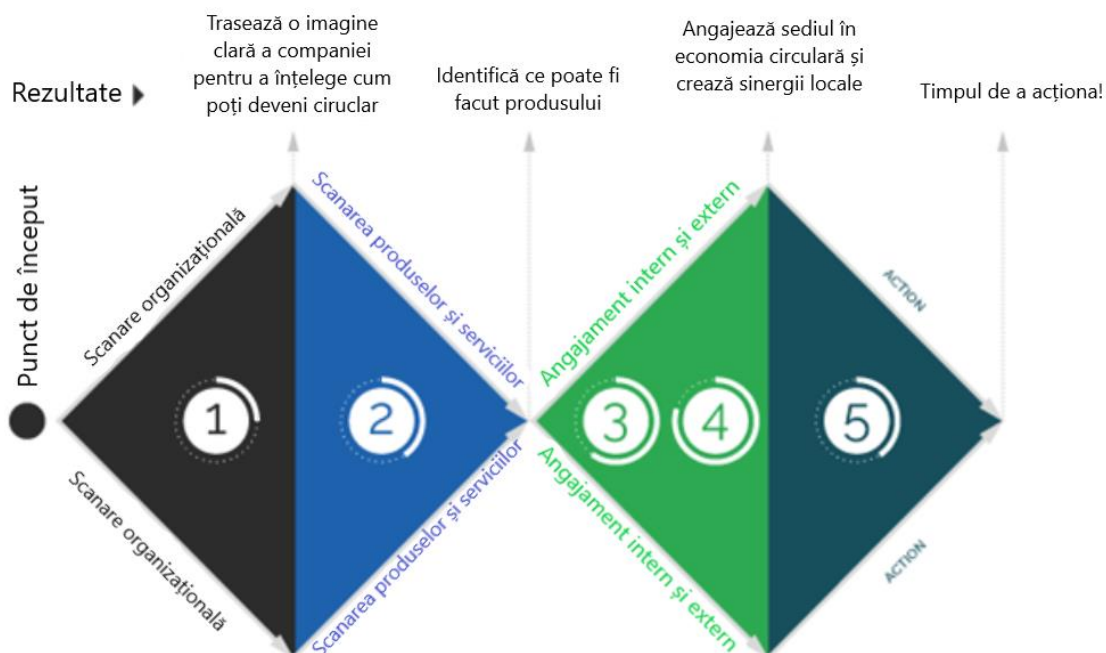 Trasează o imagine
clară a companiei
pentru a înțelege cum
poți deveni ciruclar
Identifică ce poate fi
facut produsului
Angajează sediul în
economia circulară și
crează sinergii locale
Timpul de a acționa!
Rezultate
Punct de început
Scanare organizațională
Scanarea produselor și serviciilor
Angajament intern și extern
ACTION
1
2
3
4
5
Scanare organizațională
Scanarea produselor și serviciilor
Angajament intern și extern
ACTION